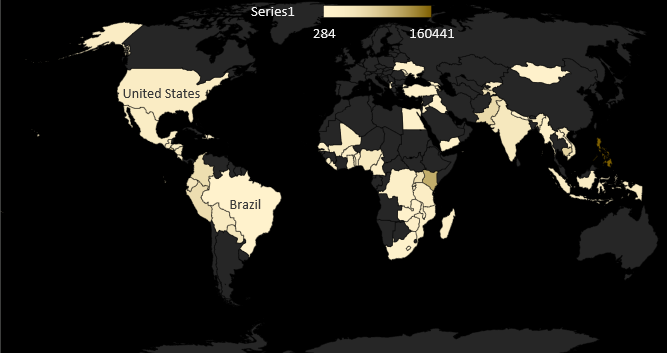 Series1
284 160441
United States
Brazil